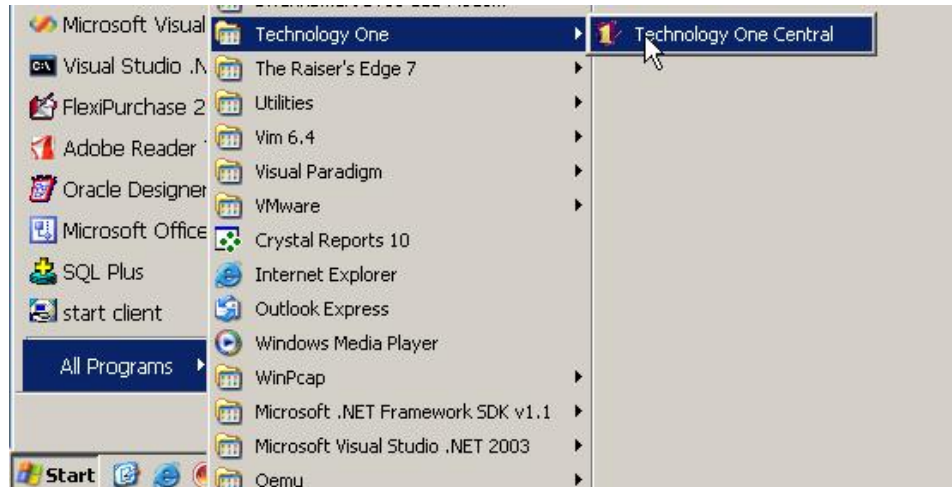 Microsoft Visual
Visual Studio .N
FlexiPurchase 2
Adobe Reader
Oracle Designer
Microsoft Office
SQL Plus
start client
All Programs
Start
Technology One
The Raiser's Edge 7
Utilities
Vim 6.4
Visual Paradigm
VMware
Crystal Reports 10
Internet Explorer
Outlook Express
Windows Media Player
WinPcap
Microsoft .NET Framework SDK v1.1
Microsoft Visual Studio .NET 2003
Qemu
Technology One Central